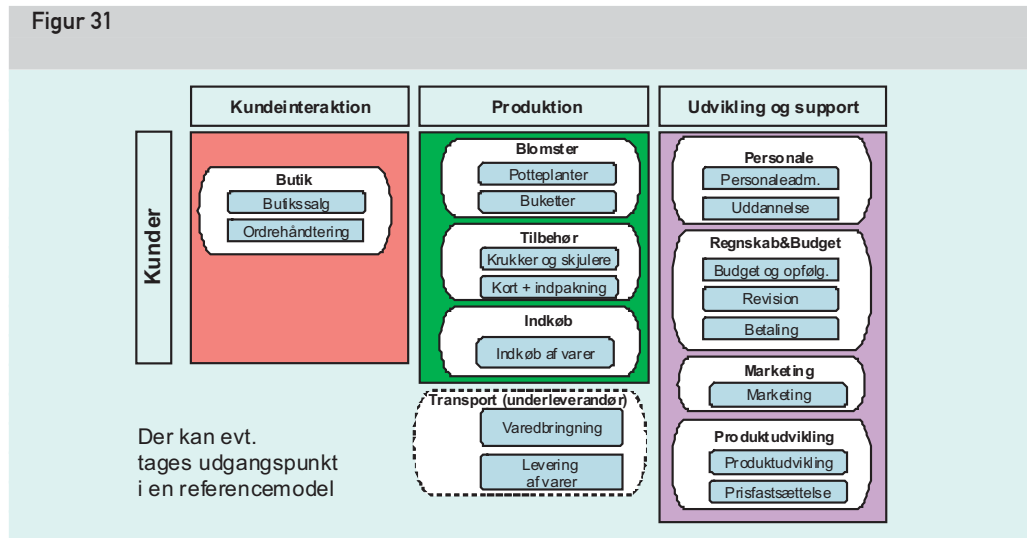 Figur 31
Kundeinteraktion
Produktion
Udvikling og support
Kunder
Butik
Butikssalg
Ordrehåndtering
Blomster
Potteplanter
Buketter
Tilbehør
Krukker og skjulere
Kort + indpakning
Indkøb
Indkøb af varer
Transport (underleverandør)
Varedbringning
Levering
af varer
Personale
Personaleadm.
Uddannelse
Regnskab&Budget
Budget og opfølg.
Revision
Betaling
Marketing
Marketing
Produktudvikling
Produktudvikling
Prisfastsættelse
Der kan evt.
tages udgangspunkt
i en referencemodel